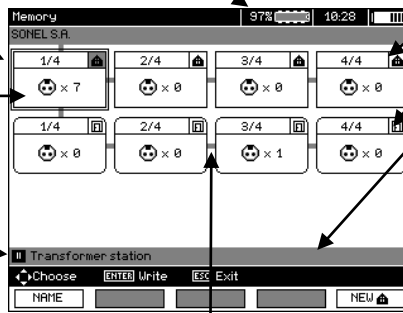 Memory 97% 10:28
SONEL S.A.
1/4 2/4 3/4 4/4
× 7 × 0 × 0 × 0
1/4 2/4 3/4 4/4
× 0 × 0 × 1 × 0
Transformer station
Choose ENTER Write ESC Exit
NAME NEW